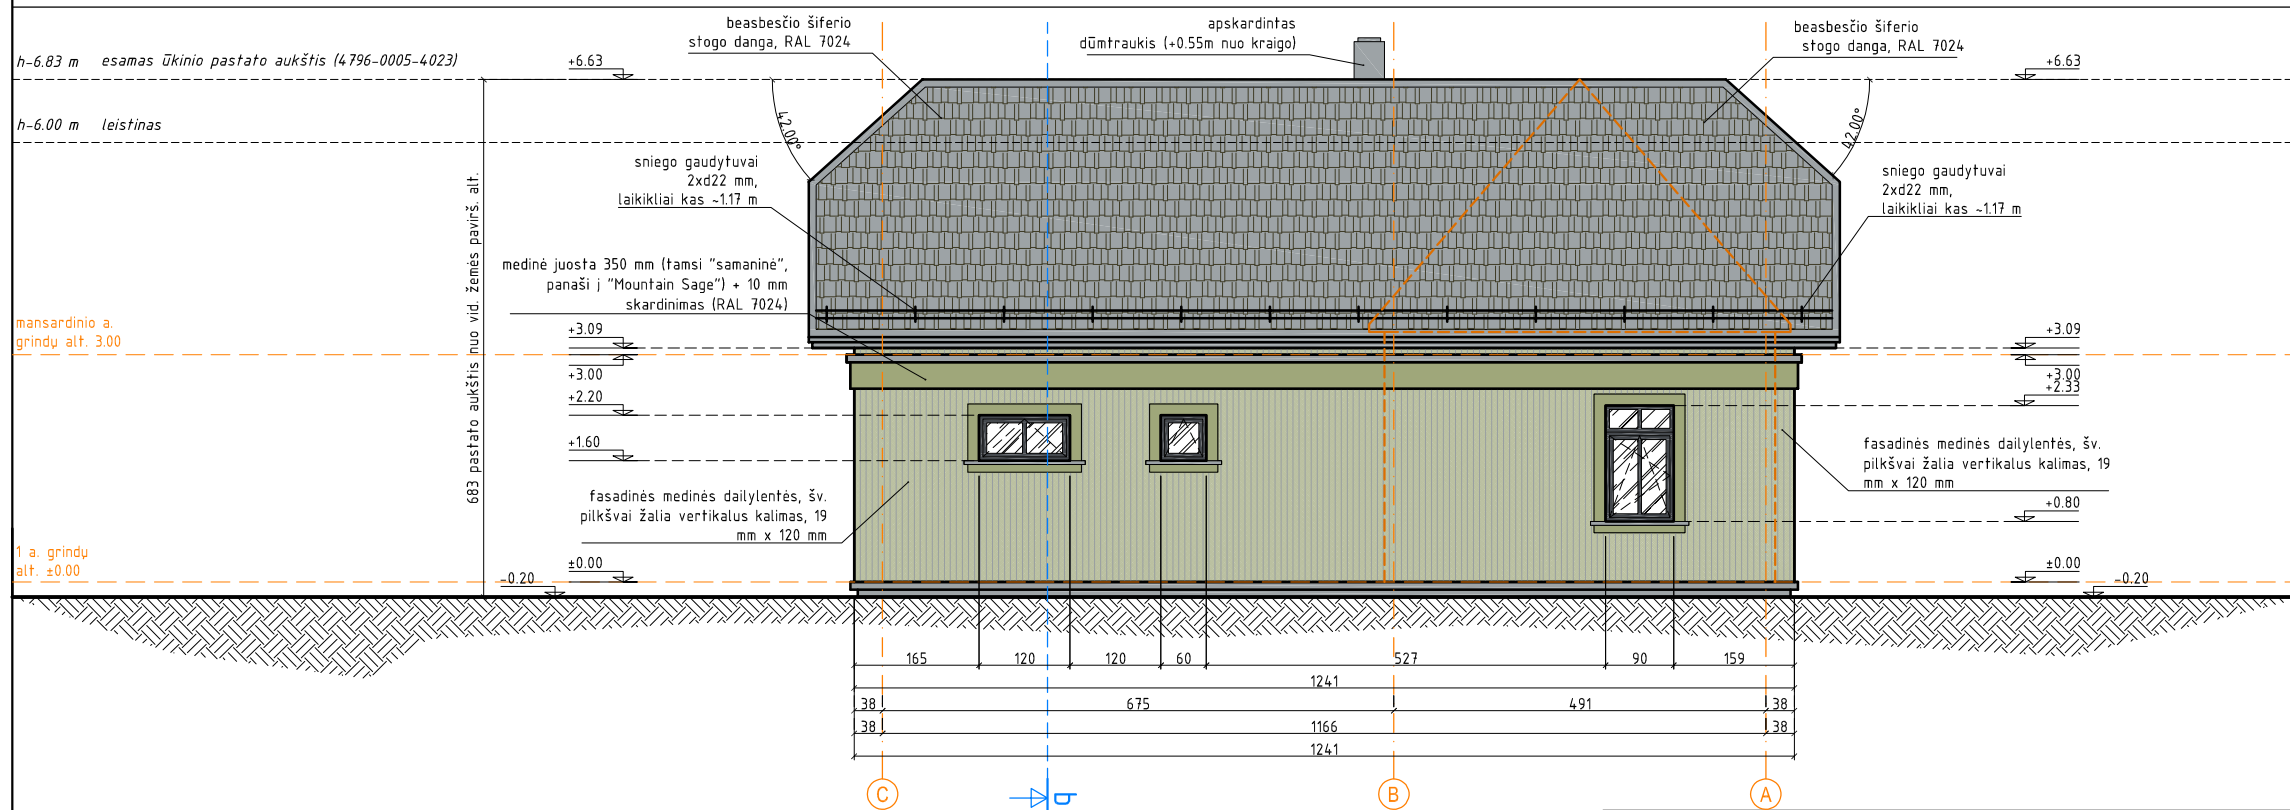 beasbesčio šiferio
stogo danga, RAL 7024
apskardintas
dūmtraukis (+0.55m nuo kraigo)
beasbesčio šiferio
stogo danga, RAL 7024
h-6.83 m esamas ūkinio pastato aukštis (4796-0005-4023)
+6.63
+6.63
h-6.00 m leistinas
42.00°
42.00°
sniego gaudytuvai
2xd22 mm,
laikikliai kas ~1.17 m
sniego gaudytuvai
2xd22 mm,
laikikliai kas ~1.17 m
683 pastato aukštis nuo vid. žemės pavirš. alt.
medinė juosta 350 mm (tamsi "samaninė",
panaši į "Mountain Sage") + 10 mm
skardinimas (RAL 7024)
mansardinio a.
grindų alt. 3.00
+3.09
+3.00
+2.20
+1.60
+3.09
+3.00
+2.33
fasadinės medinės dailylentės, šv.
pilkšvai žalia vertikalus kalimas, 19
mm x 120 mm
fasadinės medinės dailylentės, šv.
pilkšvai žalia vertikalus kalimas, 19
mm x 120 mm
+0.80
1 a. grindų
alt. ±0.00
±0.00
-0.20
±0.00
-0.20
165 120 120 60 527 90 159
1241
38 675 491 38
38 1166 38
1241
C b B A